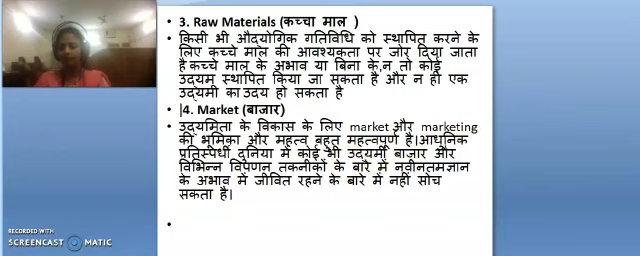 • 3. Raw Materials (कच्चा माल )
• किसी भी औद्योगिक गतिविधि को स्थापित करने के
लिए कच्चे माल की आवश्यकता पर जोर दिया जाता
है कच्चे माल के अभाव या बिना के,न तो कोई
उद्यम स्थापित किया जा सकता है और न ही एक
उद्यमी का उदय हो सकता है
• |4. Market (बाजार)
• उद्यमिता के विकास के लिए market और marketing
की भूमिका और महत्व बहुत महत्वपूर्ण है।आधुनिक
प्रतिस्पर्धी दुनिया में कोई भी उद्यमी बाजार और
विभिन्न विपणन तकनीकों के बारे में नवीनतमज्ञान
के अभाव में जीवित रहने के बारे में नहीं सोच
सकता है।
•
RECORDED WITH
SCREENCAST MATIC